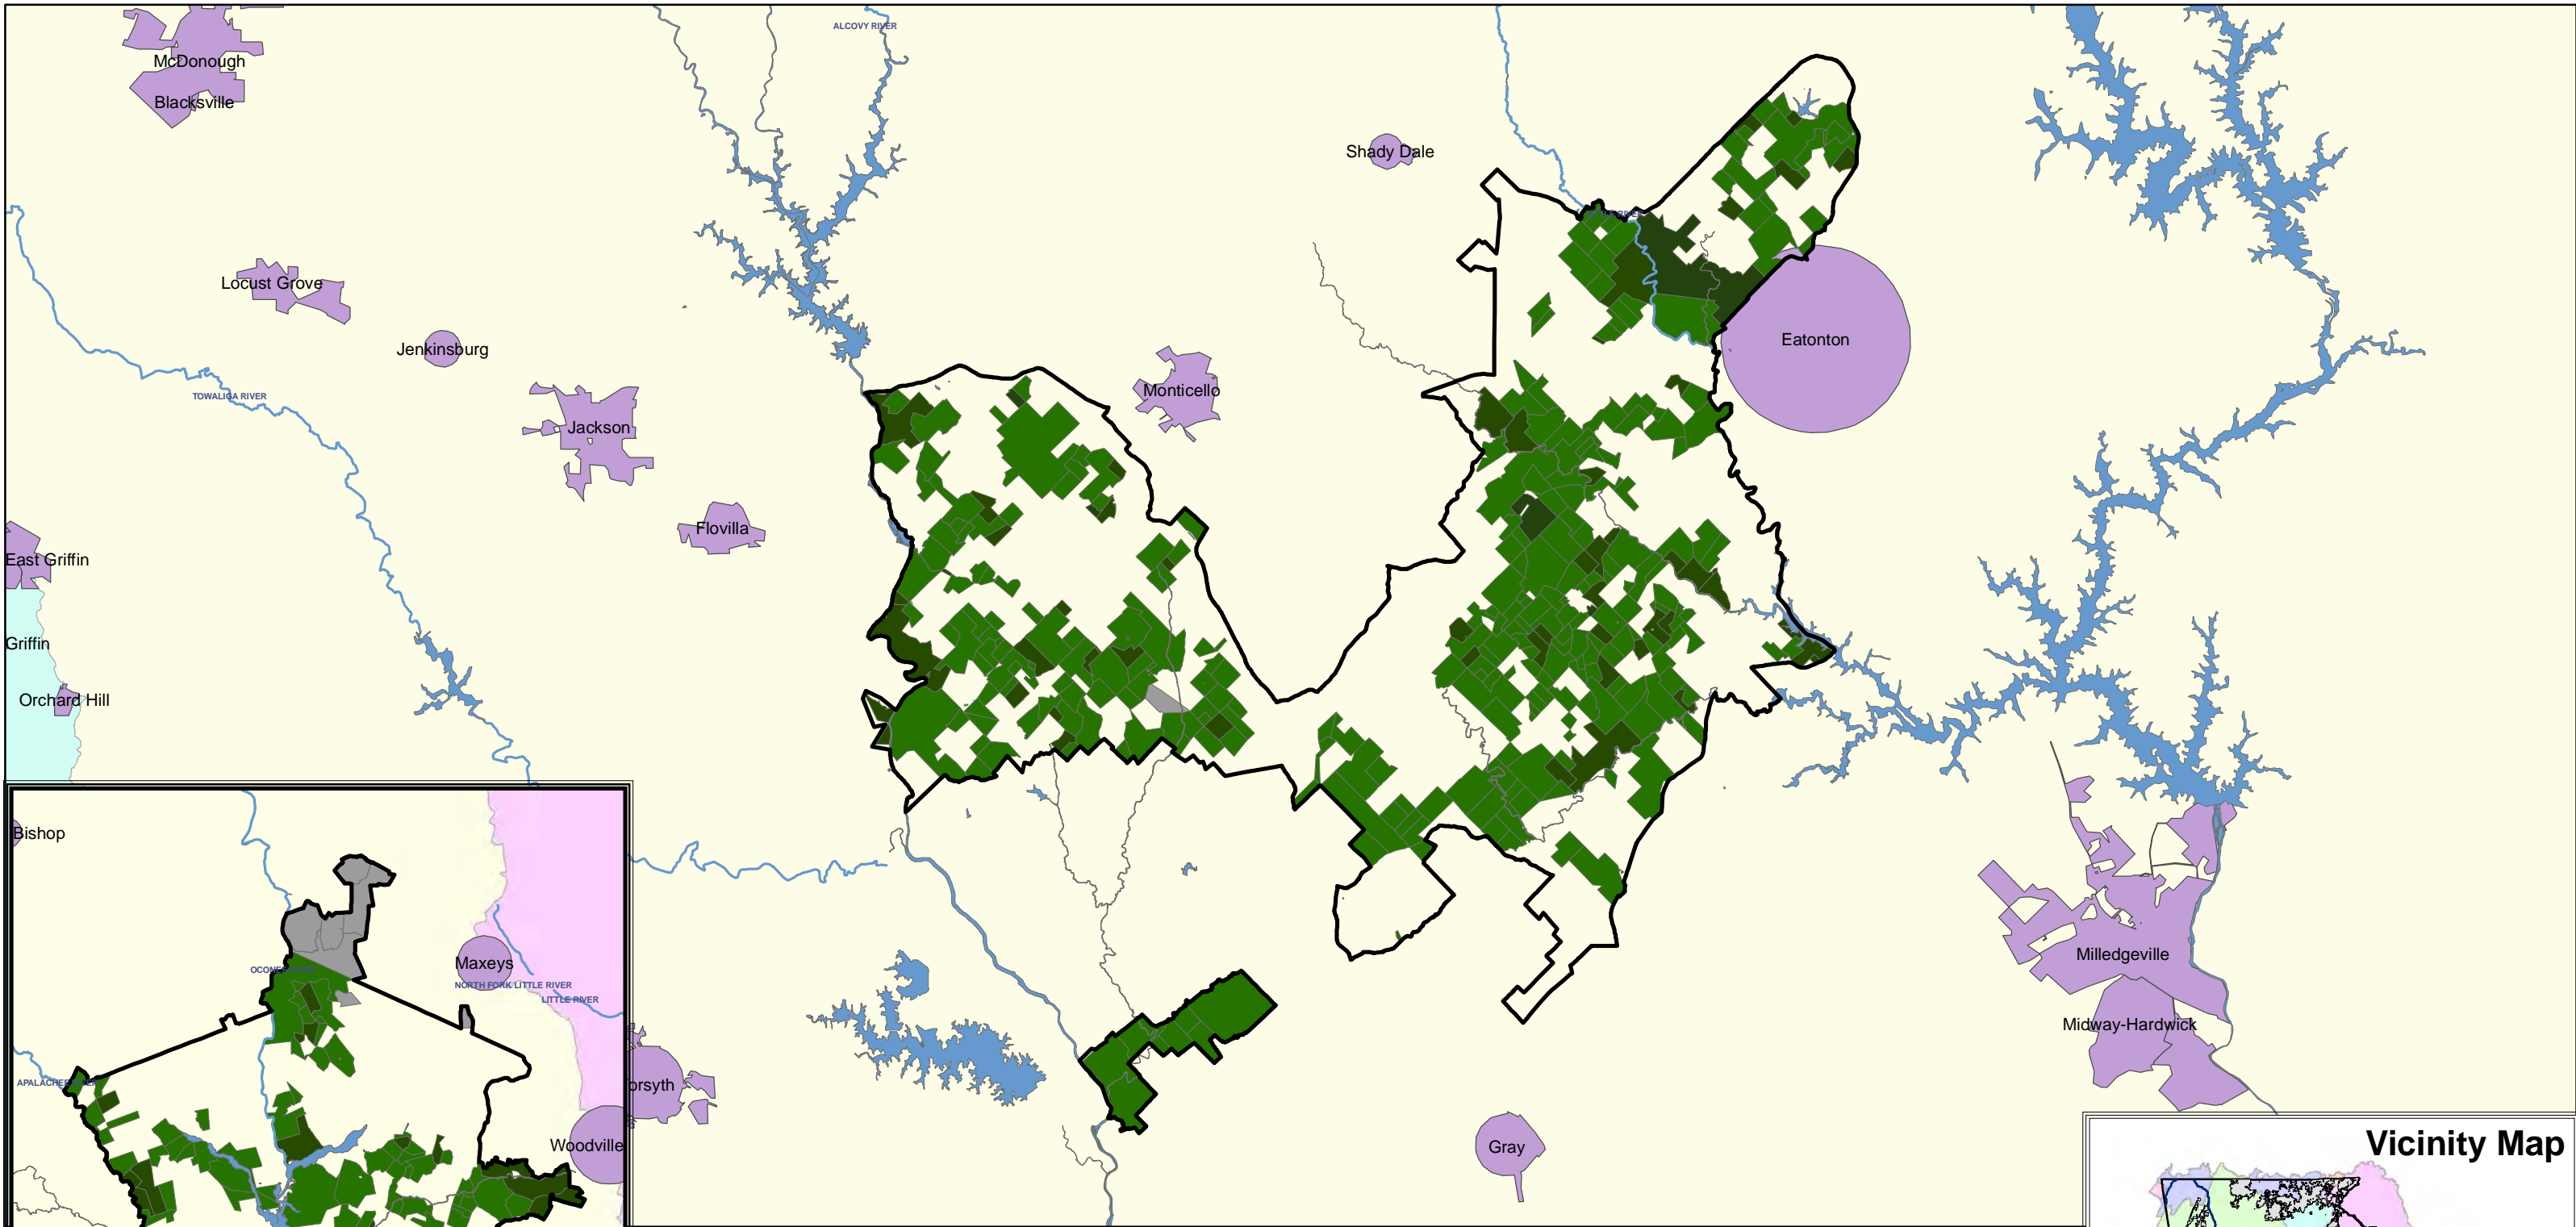 ALCOVY RIVER
McDonough
Blacksville
Shady Dale
Locust Grove
Eatonton
Jenkinsburg
Monticello
TOWALIGA RIVER
Jackson
Flovilla
East Griffin
Griffin
Orchard Hill
Bishop
Milledgeville
Maxeys
NORTH FORK LITTLE RIVER
LITTLE RIVER
Midway-Hardwick
orsyth
Woodville
Gray
Vicinity Map